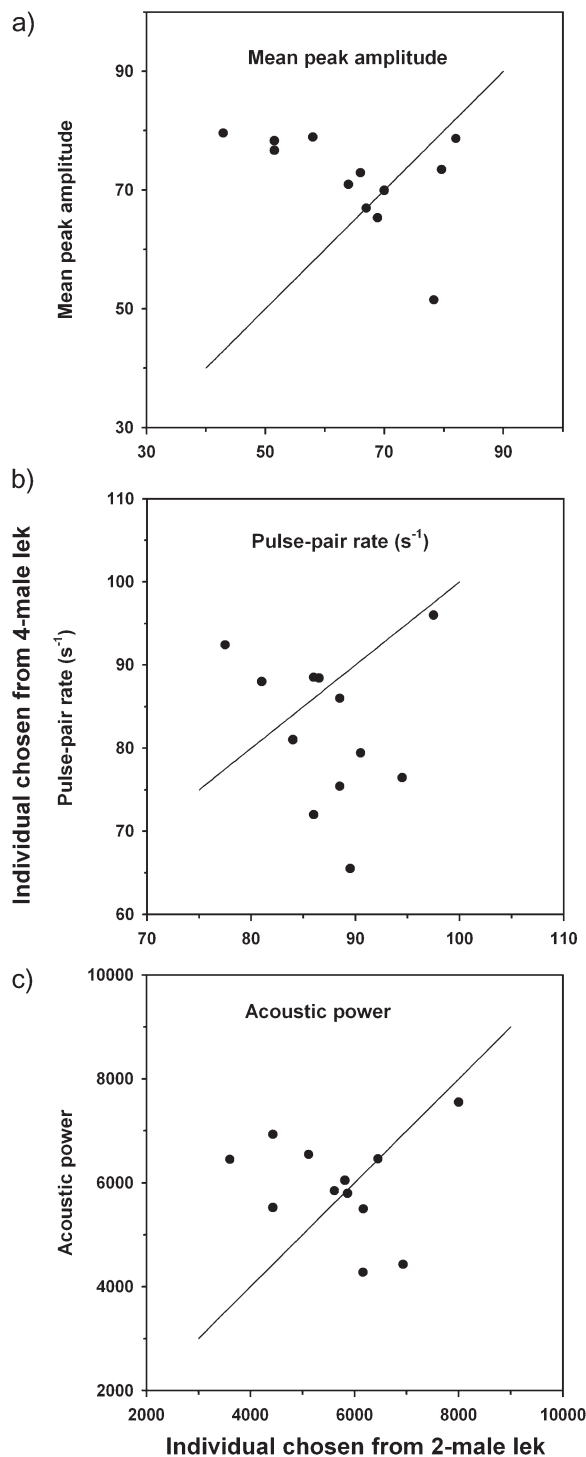 a)
Mean peak amplitude
Mean peak amplitude
90
70
50
30
30 50 70 90
b)
Pulse-pair rate (s-1)
Individual chosen from 4-male lek
Pulse-pair rate (s-1)
110
100
90
80
70
60
70 80 90 100 110
c)
Acoustic power
Acoustic power
10000
8000
6000
4000
2000
2000 4000 6000 8000 10000
Individual chosen from 2-male lek